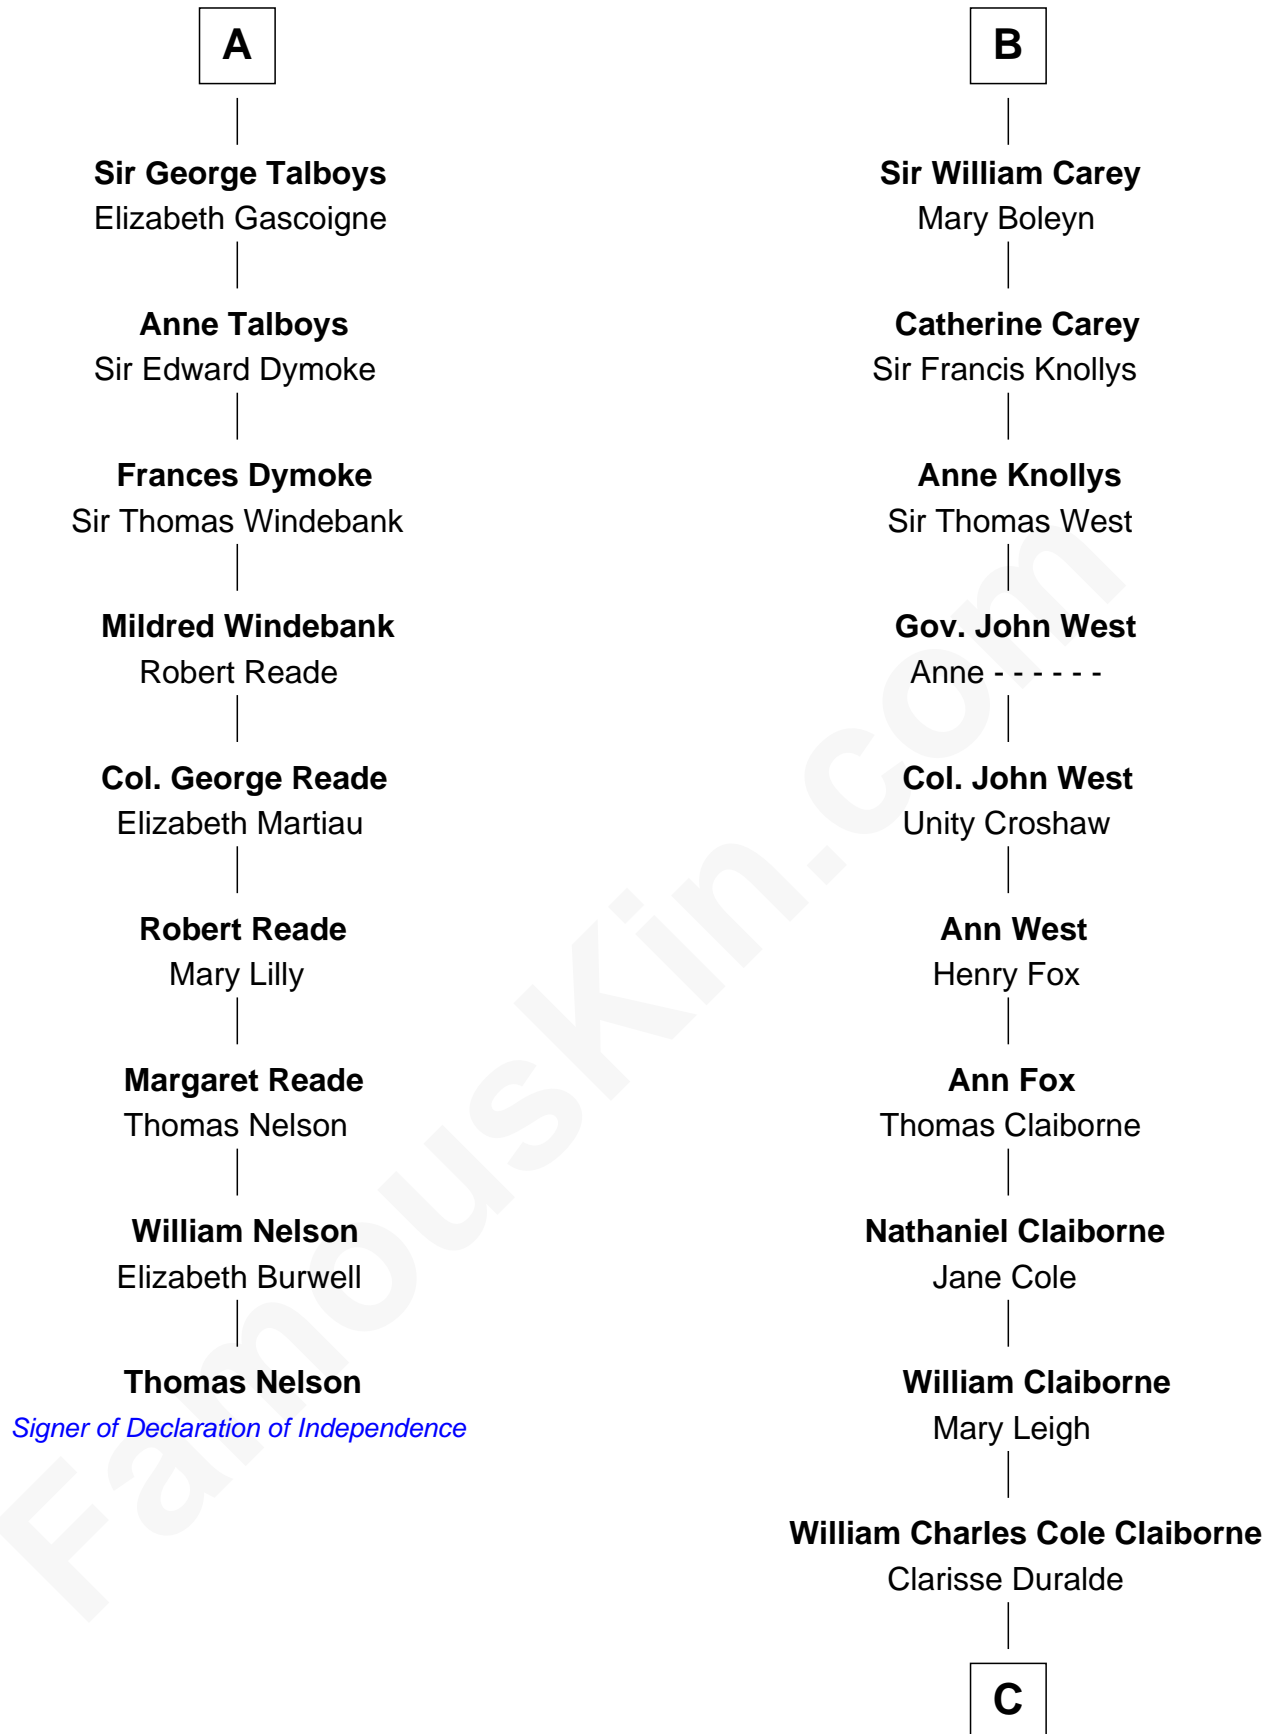 A
Sir George Talboys
Elizabeth Gascoigne
Anne Talboys
Sir Edward Dymoke
Frances Dymoke
Sir Thomas Windebank
Mildred Windebank
Robert Reade
Col. George Reade
Elizabeth Martiau
Robert Reade
Mary Lilly
Margaret Reade
Thomas Nelson
William Nelson
Elizabeth Burwell
Thomas Nelson
Signer of Declaration of Independence
B
Sir William Carey
Mary Boleyn
Catherine Carey
Sir Francis Knollys
Anne Knollys
Sir Thomas West
Gov. John West
Anne - - - - - -
Col. John West
Unity Croshaw
Ann West
Henry Fox
Ann Fox
Thomas Claiborne
Nathaniel Claiborne
Jane Cole
William Claiborne
Mary Leigh
William Charles Cole Claiborne
Clarisse Duralde
C
FamousKin.com